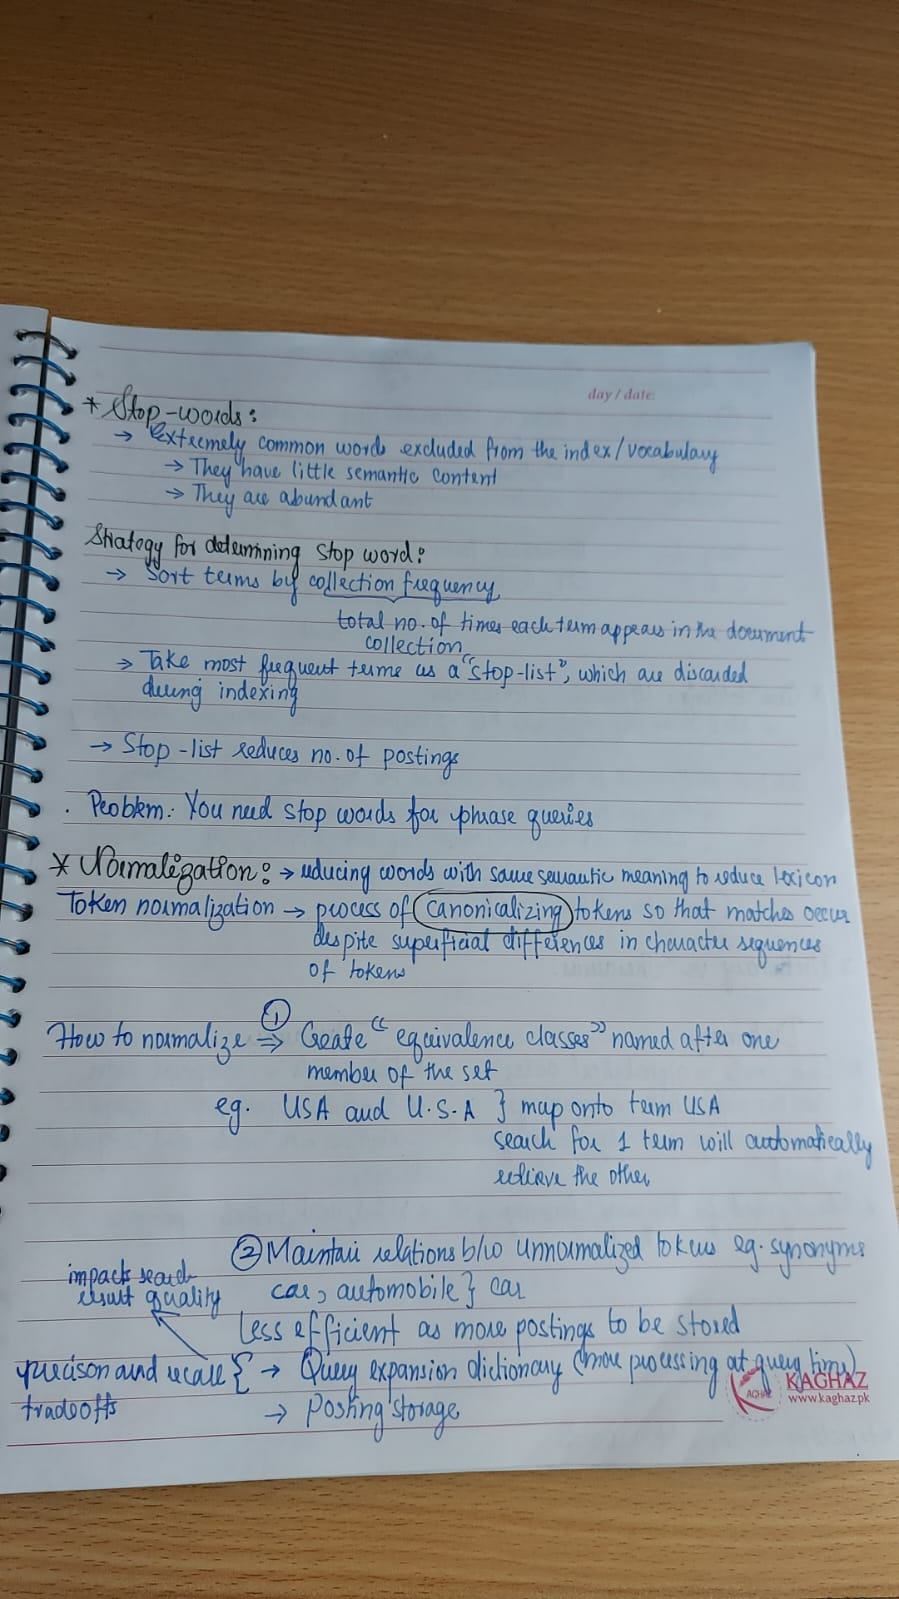 day / date:
* Stop-words:
→ Extremely common words excluded from the index/vocabulary
→ They have little semantic content
→ They are abundant
Strategy for determining stop word:
→ Sort terms by collection frequency
total no. of times each term appears in the document
collection
→ Take most frequent terms as a "stop-list", which are discarded
during indexing
→ Stop-list reduces no. of postings
. Problem: You need stop words for phrase queries
* Normalization: → reducing words with same semantic meaning to reduce lexicon
Token normalization → process of canonicalizing tokens so that matches occur
despite superficial differences in character sequences
of tokens
How to normalize ⇒ ① Create "equivalence classes" named after one
member of the set
eg. USA and U.S.A } map onto term USA
search for 1 term will automatically
retrieve the other
② Maintain relations b/w unnormalized tokens eg. synonyms
car, automobile } car
impacts search
result quality
less efficient as more postings to be stored
precison and recall { → Query expansion dictionary (more processing at query time)
tradeoffs → Posting storage
KAGHAZ
www.kaghaz.pk